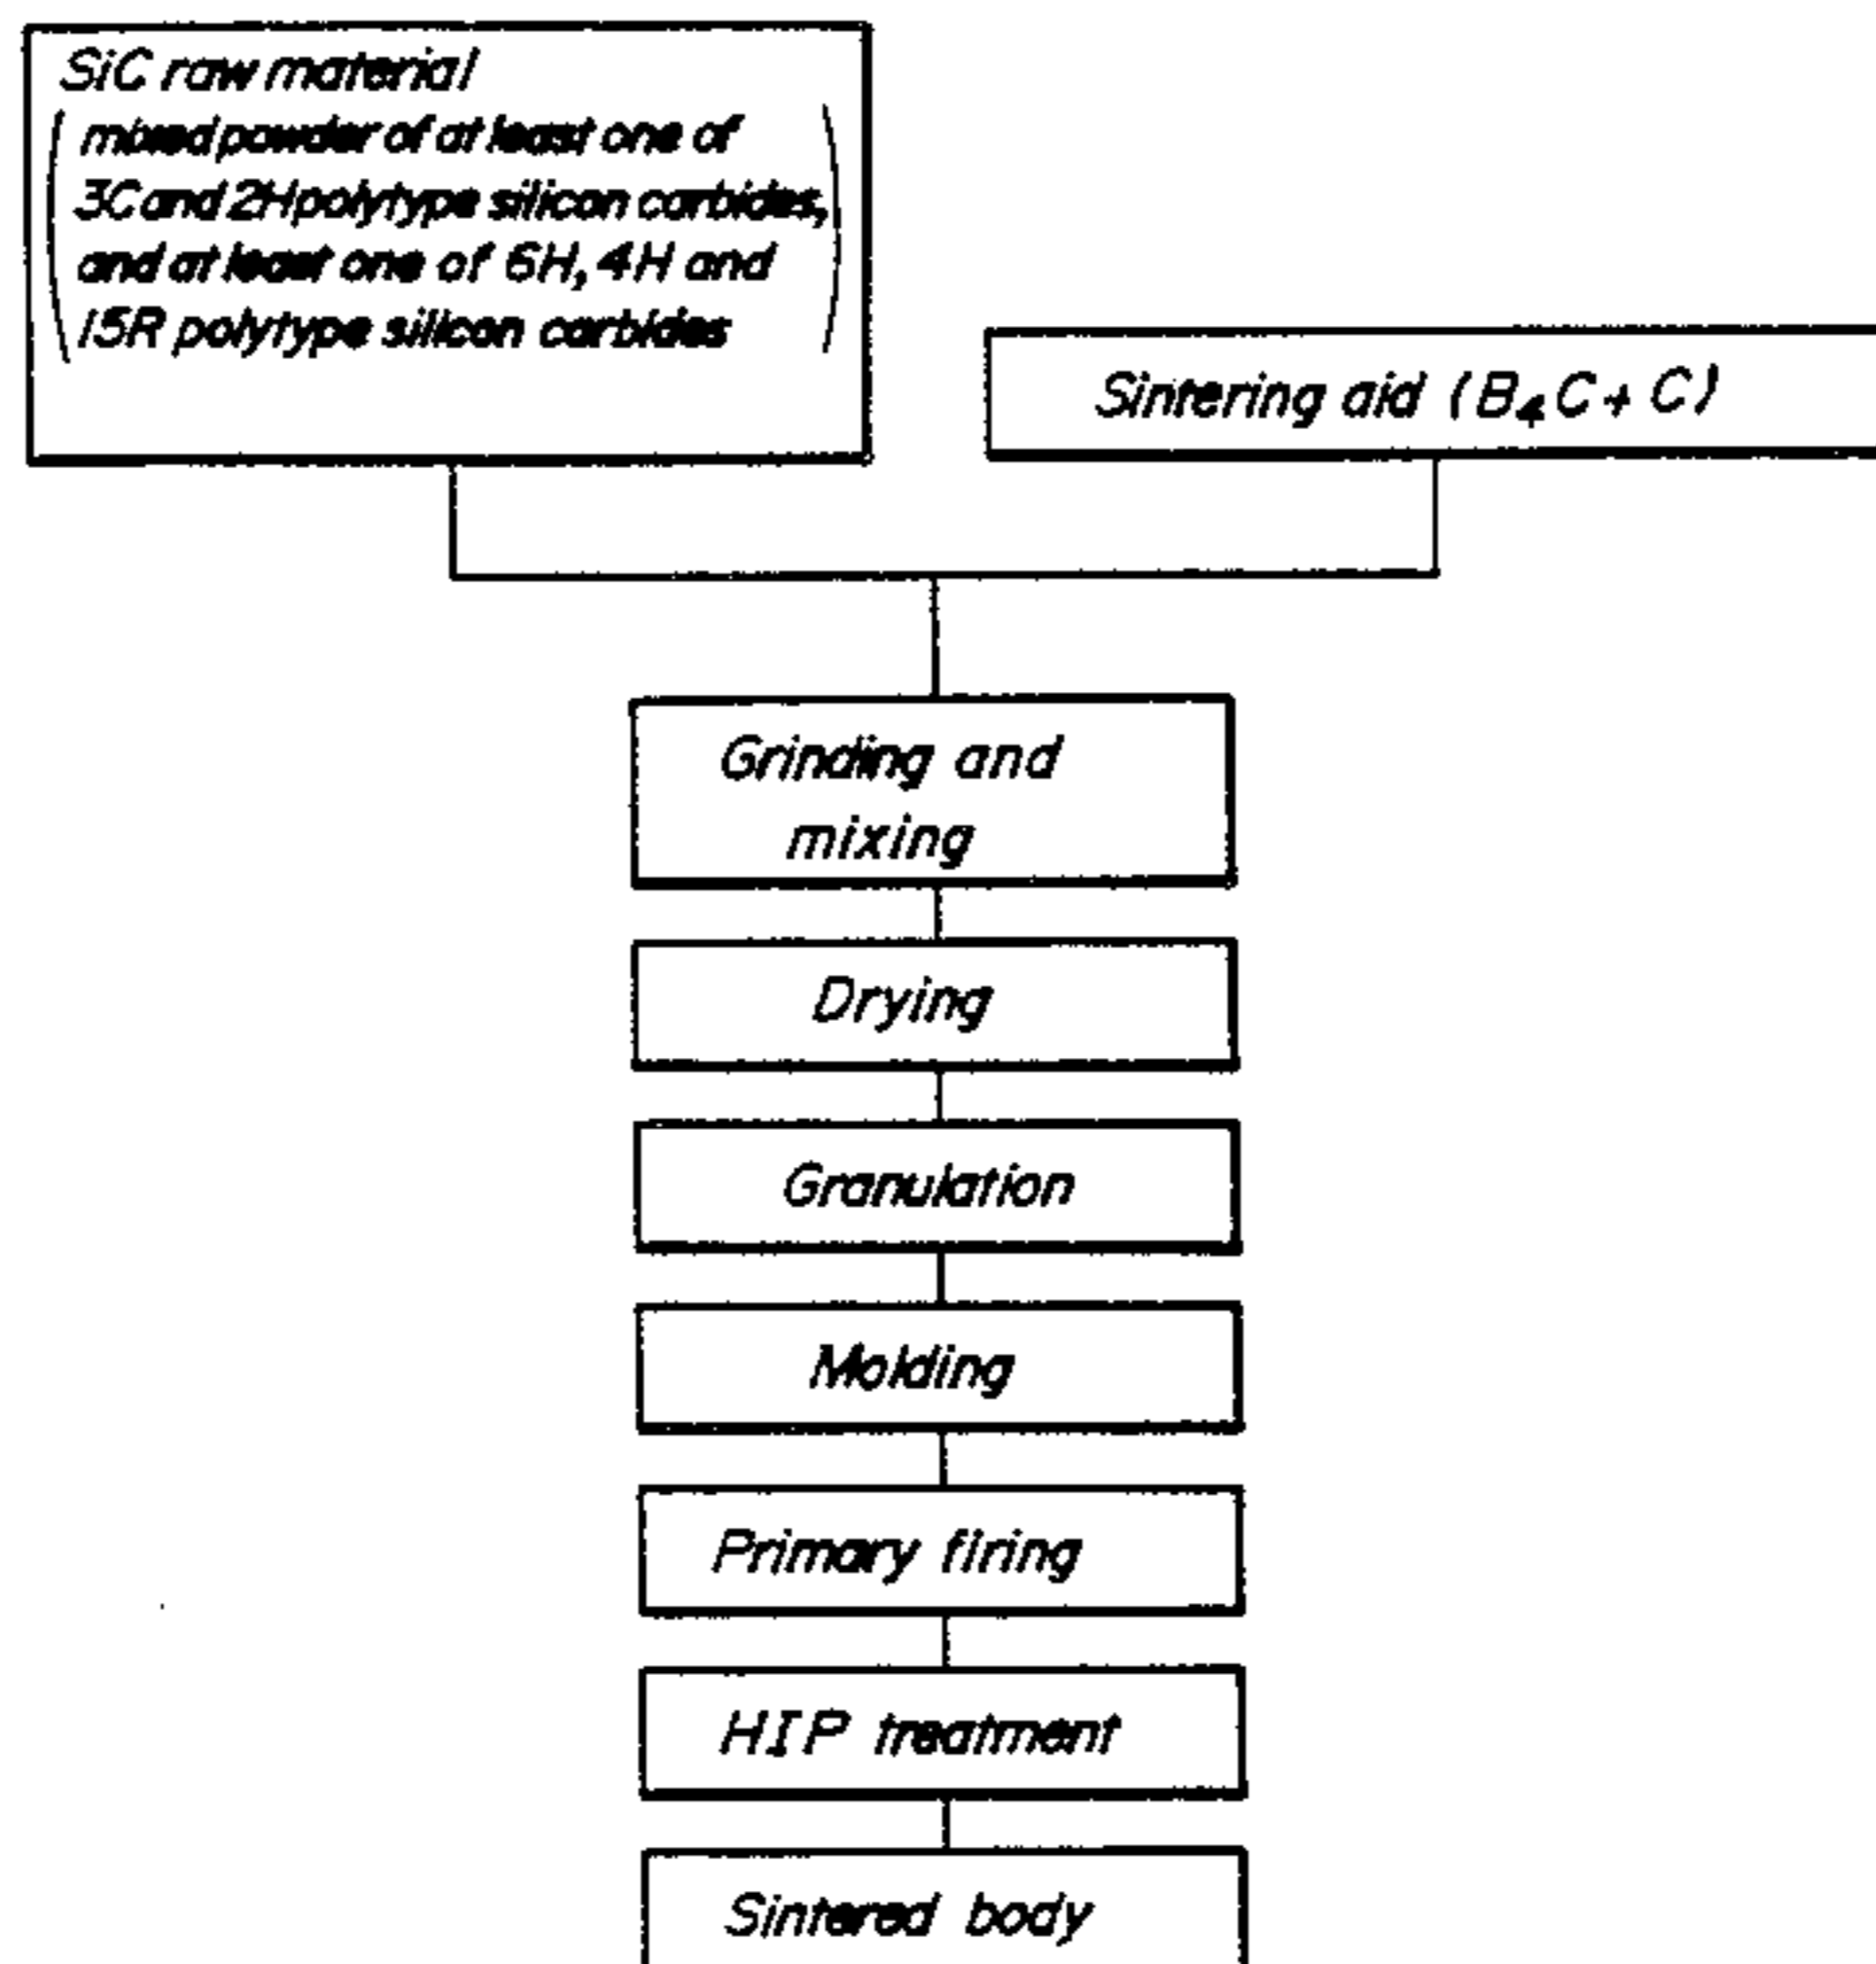 SiC raw material
mixed powder of at least one of
3C and 2H polytype silicon carbides,
and at least one of 6H, 4H and
15R polytype silicon carbides
Sintering aid (B₄C + C)
Grinding and
mixing
Drying
Granulation
Molding
Primary firing
HIP treatment
Sintered body